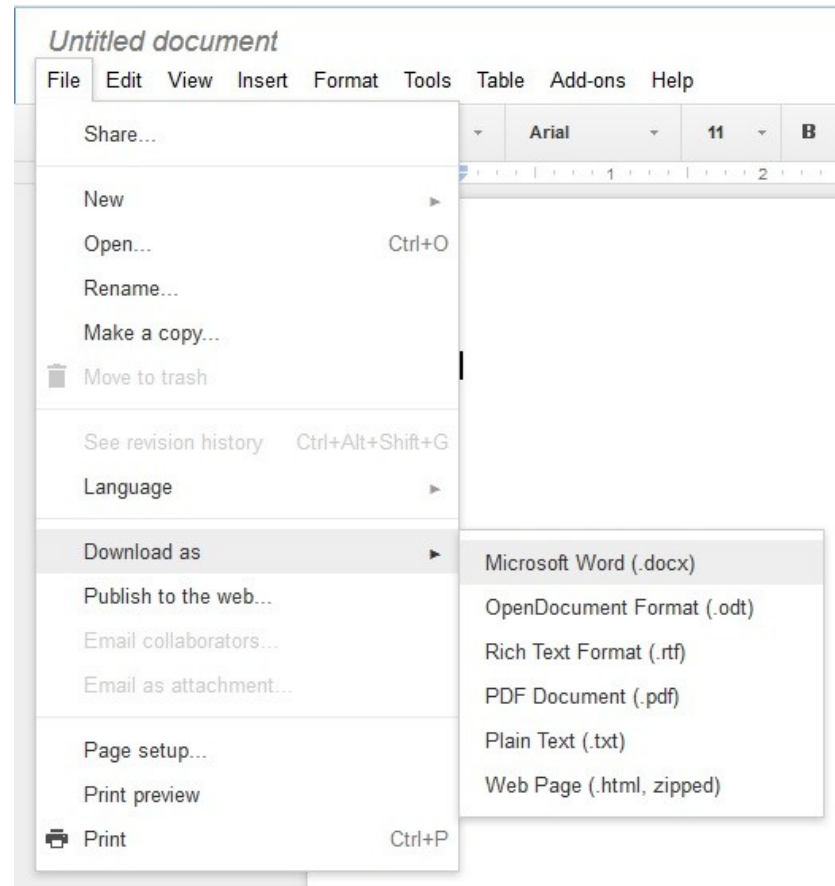 Untitled document
File Edit View Insert Format Tools Table Add-ons Help
Arial 11 B
1 2
Share...
New
Open... Ctrl+O
Rename...
Make a copy...
Move to trash
See revision history Ctrl+Alt+Shift+G
Language
Download as
Publish to the web...
Email collaborators...
Email as attachment...
Page setup...
Print preview
Print Ctrl+P
Microsoft Word (.docx)
OpenDocument Format (.odt)
Rich Text Format (.rtf)
PDF Document (.pdf)
Plain Text (.txt)
Web Page (.html, zipped)